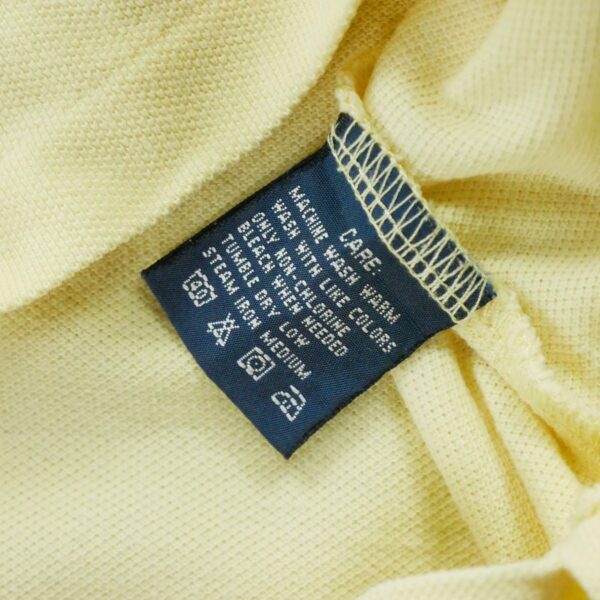 CARE:
MACHINE WASH WARM
WASH WITH LIKE COLORS
ONLY NON-CHLORINE
BLEACH WHEN NEEDED
TUMBLE DRY LOW
STEAM IRON MEDIUM
40